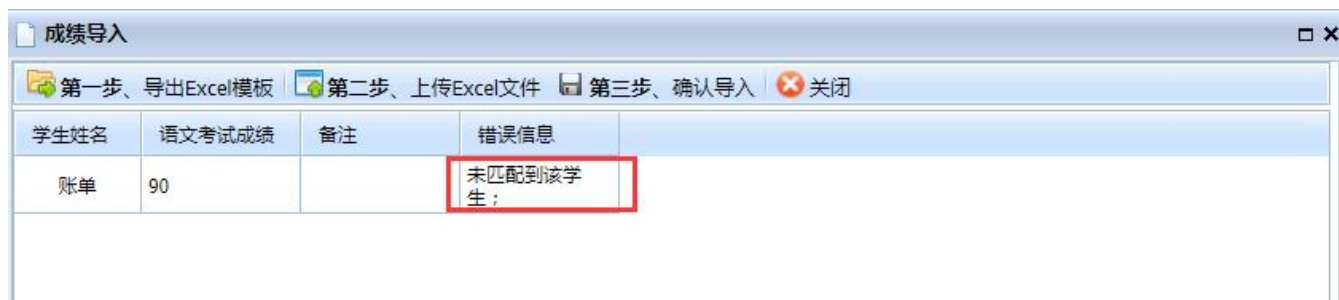 成绩导入
第一步、导出Excel模板 第二步、上传Excel文件 第三步、确认导入 关闭
学生姓名 语文考试成绩 备注 错误信息
账单 90 未匹配到该学
生；